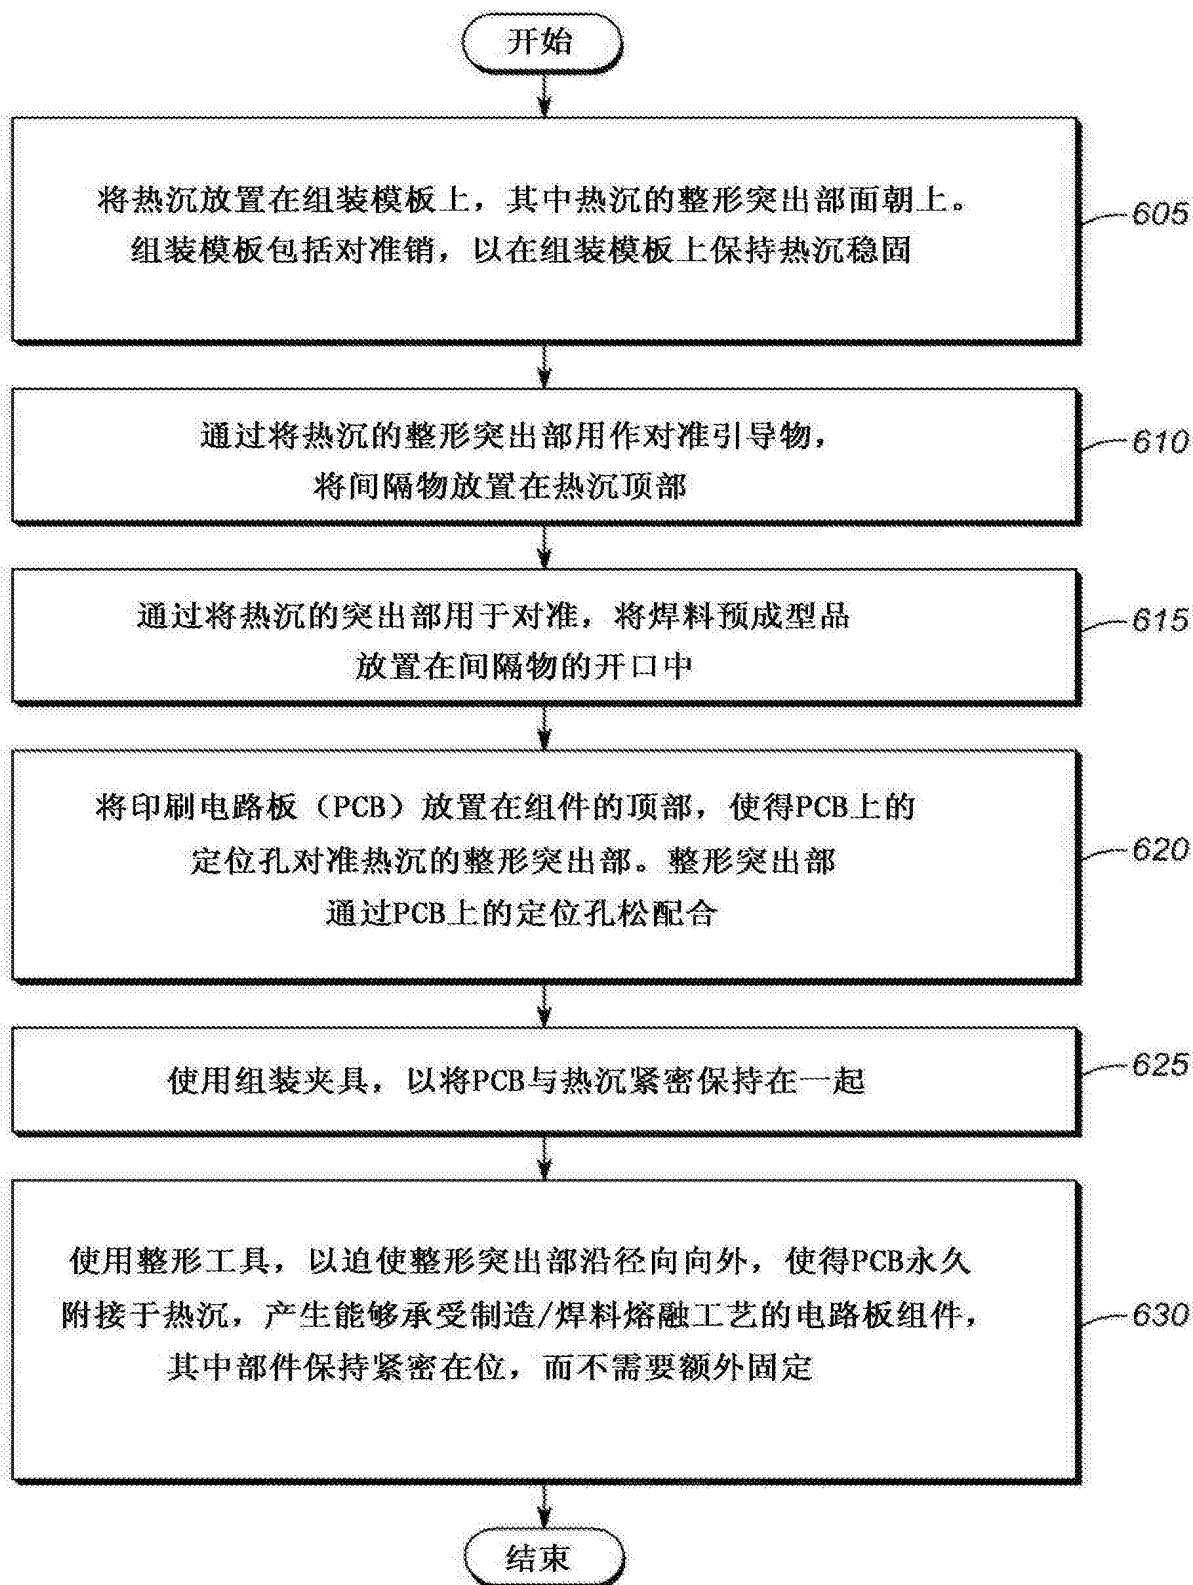 开始
将热沉放置在组装模板上，其中热沉的整形突出部面朝上。
组装模板包括对准销，以在组装模板上保持热沉稳固
605
通过将热沉的整形突出部用作对准引导物，
将间隔物放置在热沉顶部
610
通过将热沉的突出部用于对准，将焊料预成型品
放置在间隔物的开口中
615
将印刷电路板（PCB）放置在组件的顶部，使得PCB上的
定位孔对准热沉的整形突出部。整形突出部
通过PCB上的定位孔松配合
620
使用组装夹具，以将PCB与热沉紧密保持在一起
625
使用整形工具，以迫使整形突出部沿径向向外，使得PCB永久
附接于热沉，产生能够承受制造/焊料熔融工艺的电路板组件，
其中部件保持紧密在位，而不需要额外固定
630
结束